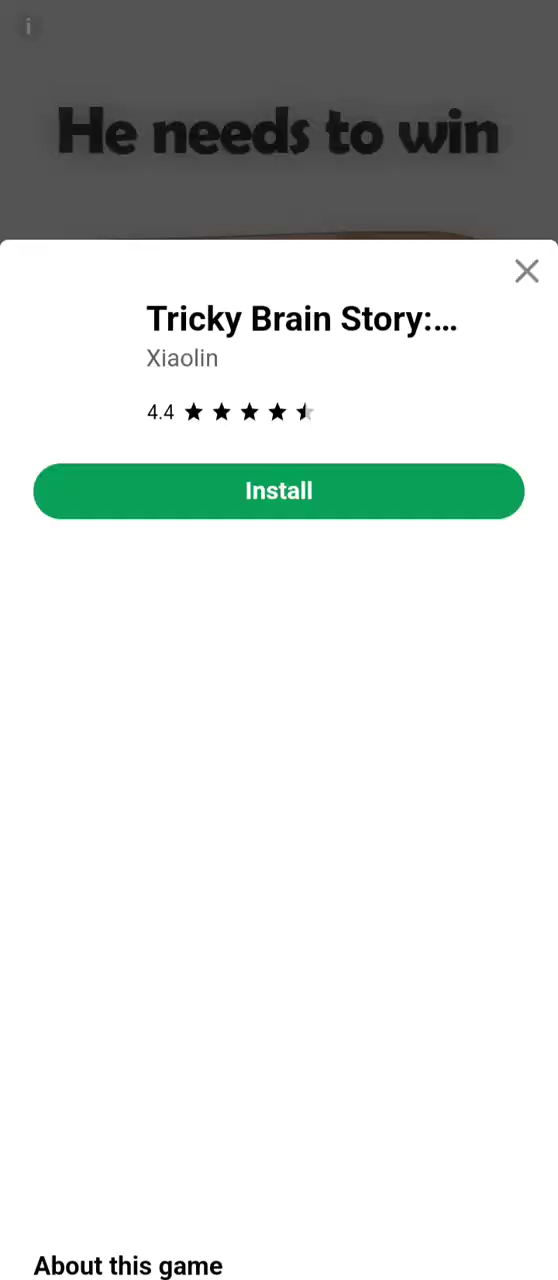 i
He needs to win
Tricky Brain Story:...
Xiaolin
4.4
Install
About this game